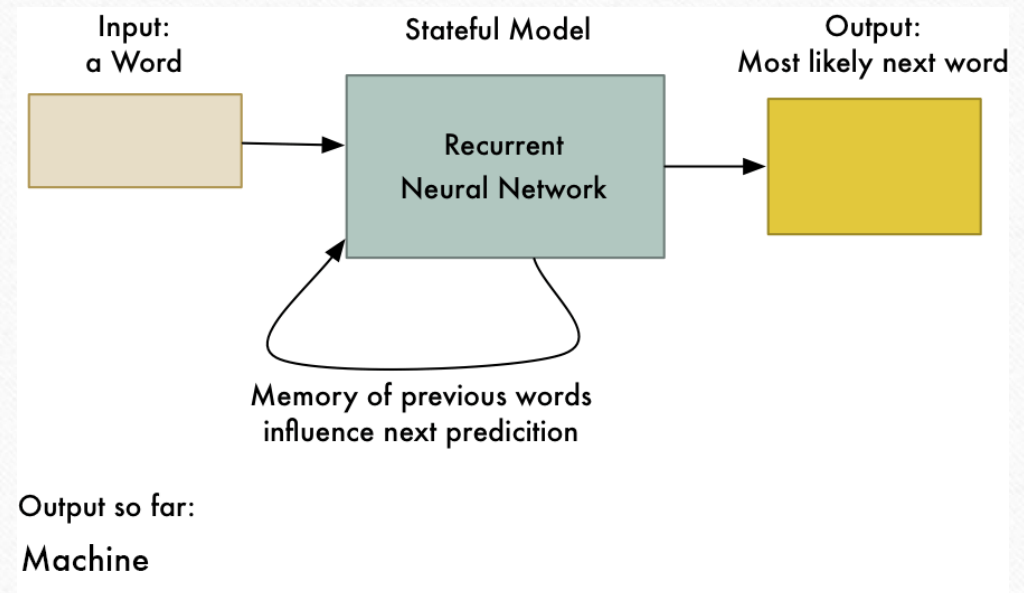 Input:
a Word
Stateful Model
Output:
Most likely next word
Recurrent
Neural Network
Memory of previous words
influence next predicition
Output so far:
Machine